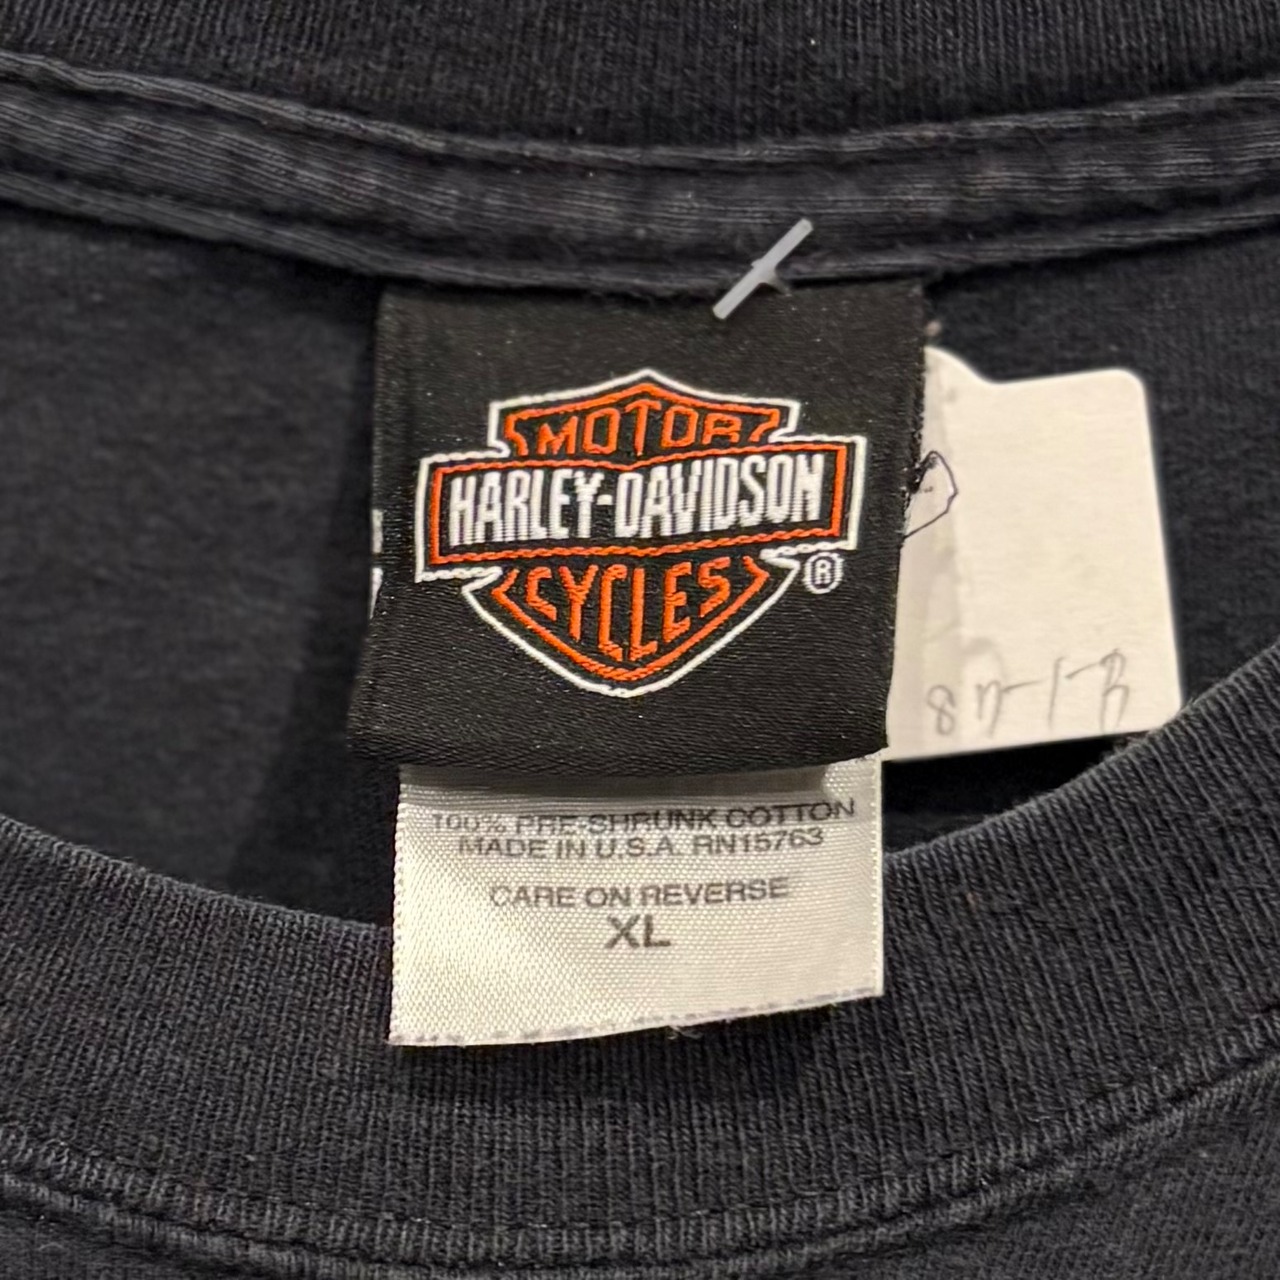 MOTOR
HARLEY-DAVIDSON
CYCLES
®
100% PRE-SHRUNK COTTON
MADE IN U.S.A. RN15763
CARE ON REVERSE
XL